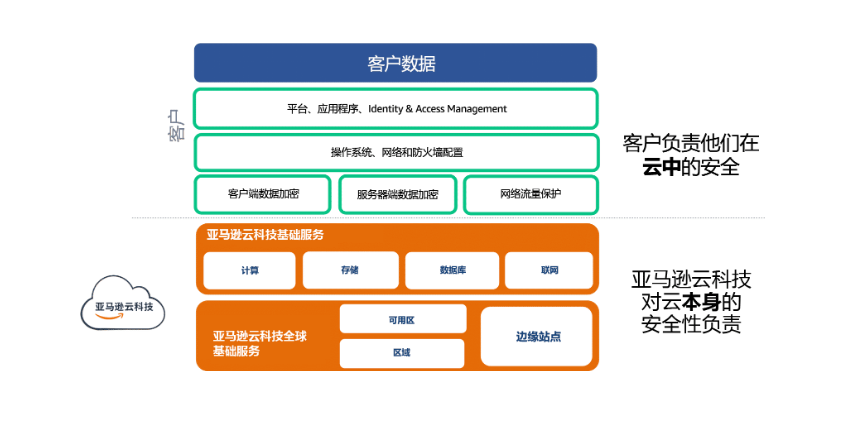 客户数据
客户
平台、应用程序、Identity & Access Management
操作系统、网络和防火墙配置
客户端数据加密
服务器端数据加密
网络流量保护
客户负责他们在
云中的安全
亚马逊云科技基础服务
计算
存储
数据库
联网
亚马逊云科技
亚马逊云科技全球
基础服务
可用区
区域
边缘站点
亚马逊云科技
对云本身的
安全性负责